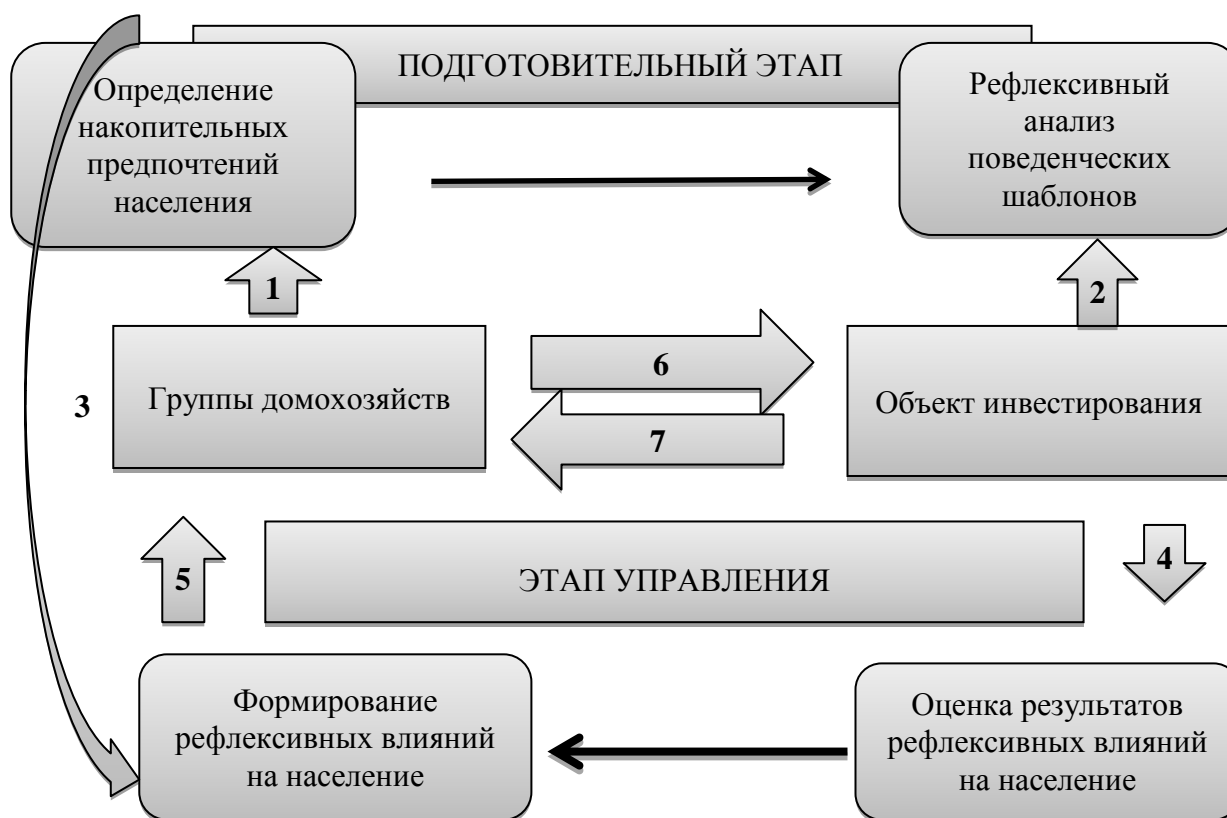 ПОДГОТОВИТЕЛЬНЫЙ ЭТАП
Определение
накопительных
предпочтений
населения
Рефлексивный
анализ
поведенческих
шаблонов
1
2
3
Группы домохозяйств
6
7
Объект инвестирования
5
ЭТАП УПРАВЛЕНИЯ
4
Формирование
рефлексивных влияний
на население
Оценка результатов
рефлексивных влияний
на население